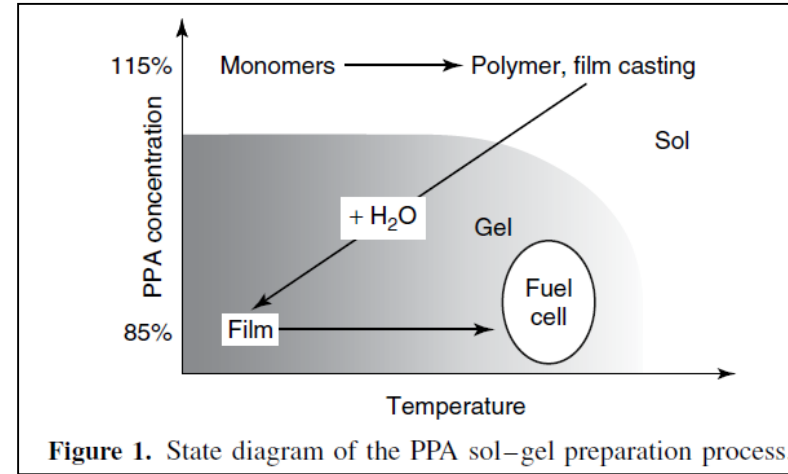 115%
Monomers
Polymer, film casting
PPA concentration
Sol
+ H₂O
Gel
Fuel
cell
85%
Film
Temperature
Figure 1. State diagram of the PPA sol–gel preparation process